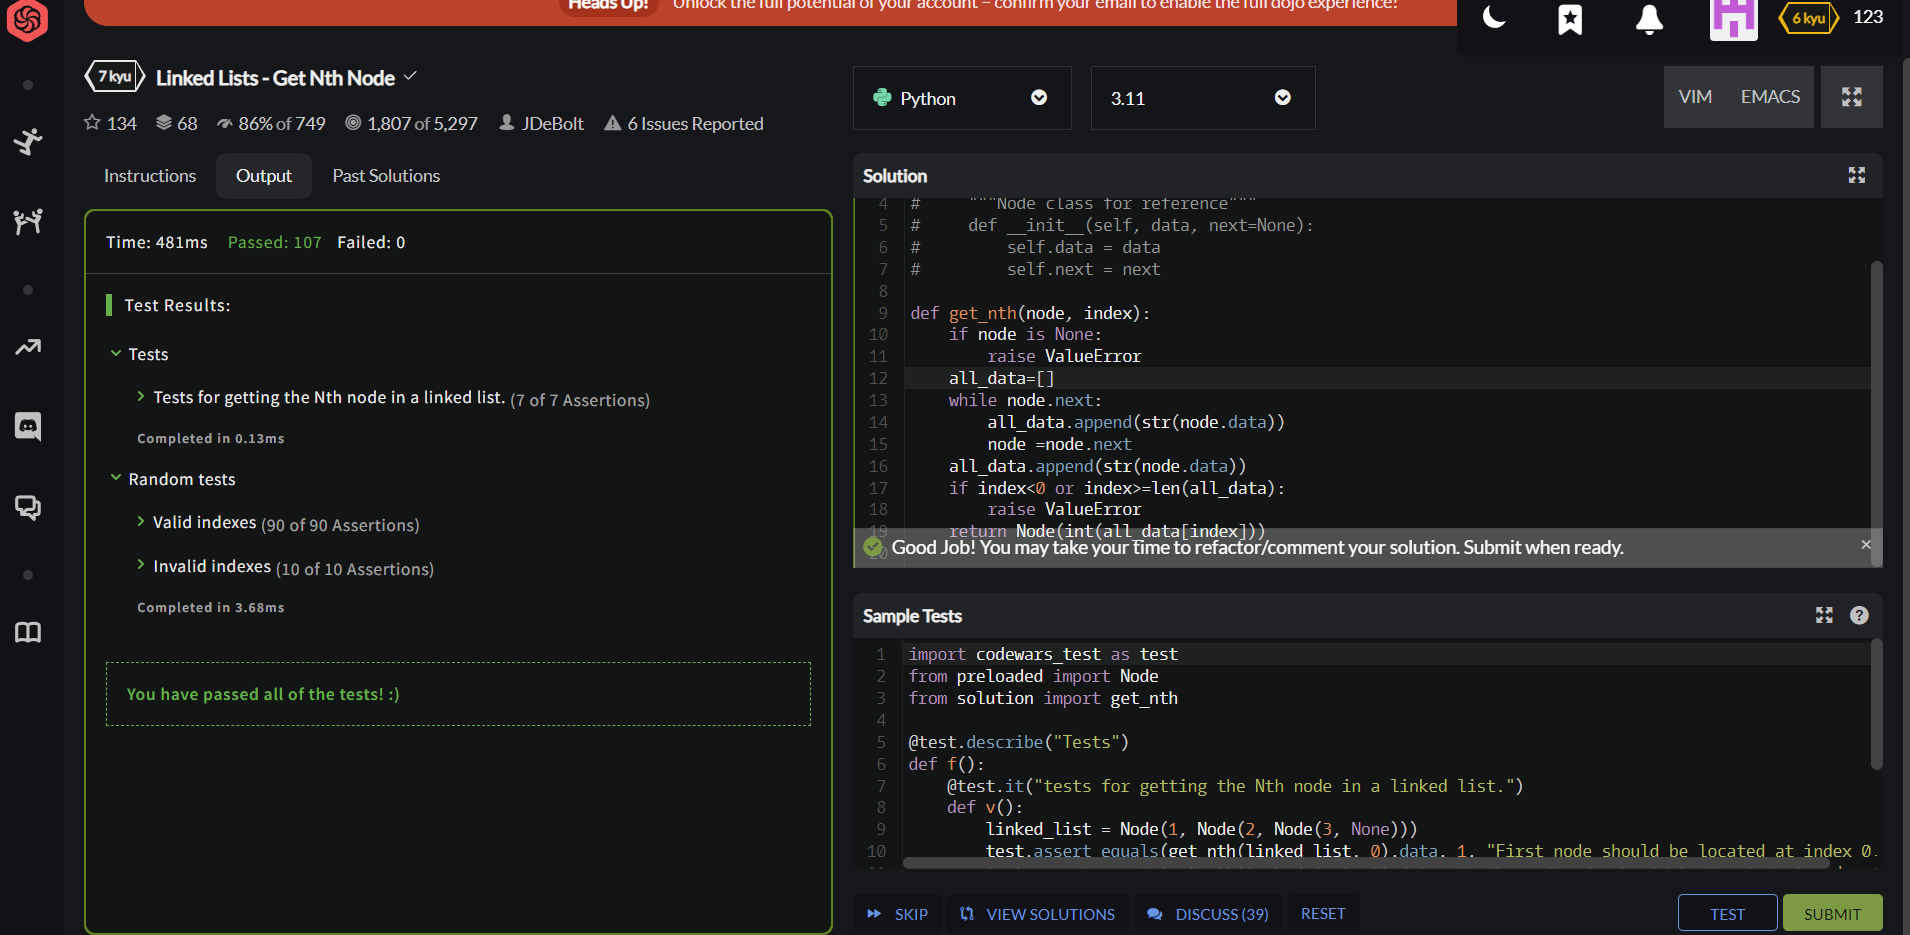 Heads Up! Unlock the full potential of your account – confirm your email to enable the full dojo experience!
6 kyu 123
7 kyu Linked Lists - Get Nth Node
134 68 86% of 749 1,807 of 5,297 JDeBolt 6 Issues Reported
Python 3.11 VIM EMACS
Instructions Output Past Solutions
Time: 481ms Passed: 107 Failed: 0
Test Results:
Tests
Tests for getting the Nth node in a linked list. (7 of 7 Assertions)
Completed in 0.13ms
Random tests
Valid indexes (90 of 90 Assertions)
Invalid indexes (10 of 10 Assertions)
Completed in 3.68ms
You have passed all of the tests! :)
Solution
4 #     """Node class for reference"""
5 #     def __init__(self, data, next=None):
6 #         self.data = data
7 #         self.next = next
8
9 def get_nth(node, index):
10     if node is None:
11         raise ValueError
12     all_data=[]
13     while node.next:
14         all_data.append(str(node.data))
15         node =node.next
16     all_data.append(str(node.data))
17     if index<0 or index>=len(all_data):
18         raise ValueError
19     return Node(int(all_data[index]))
20
Good Job! You may take your time to refactor/comment your solution. Submit when ready.
Sample Tests
1 import codewars_test as test
2 from preloaded import Node
3 from solution import get_nth
4
5 @test.describe("Tests")
6 def f():
7     @test.it("tests for getting the Nth node in a linked list.")
8     def v():
9         linked_list = Node(1, Node(2, Node(3, None)))
10         test.assert_equals(get_nth(linked_list, 0).data, 1, "First node should be located at index 0.
SKIP VIEW SOLUTIONS DISCUSS (39) RESET TEST SUBMIT